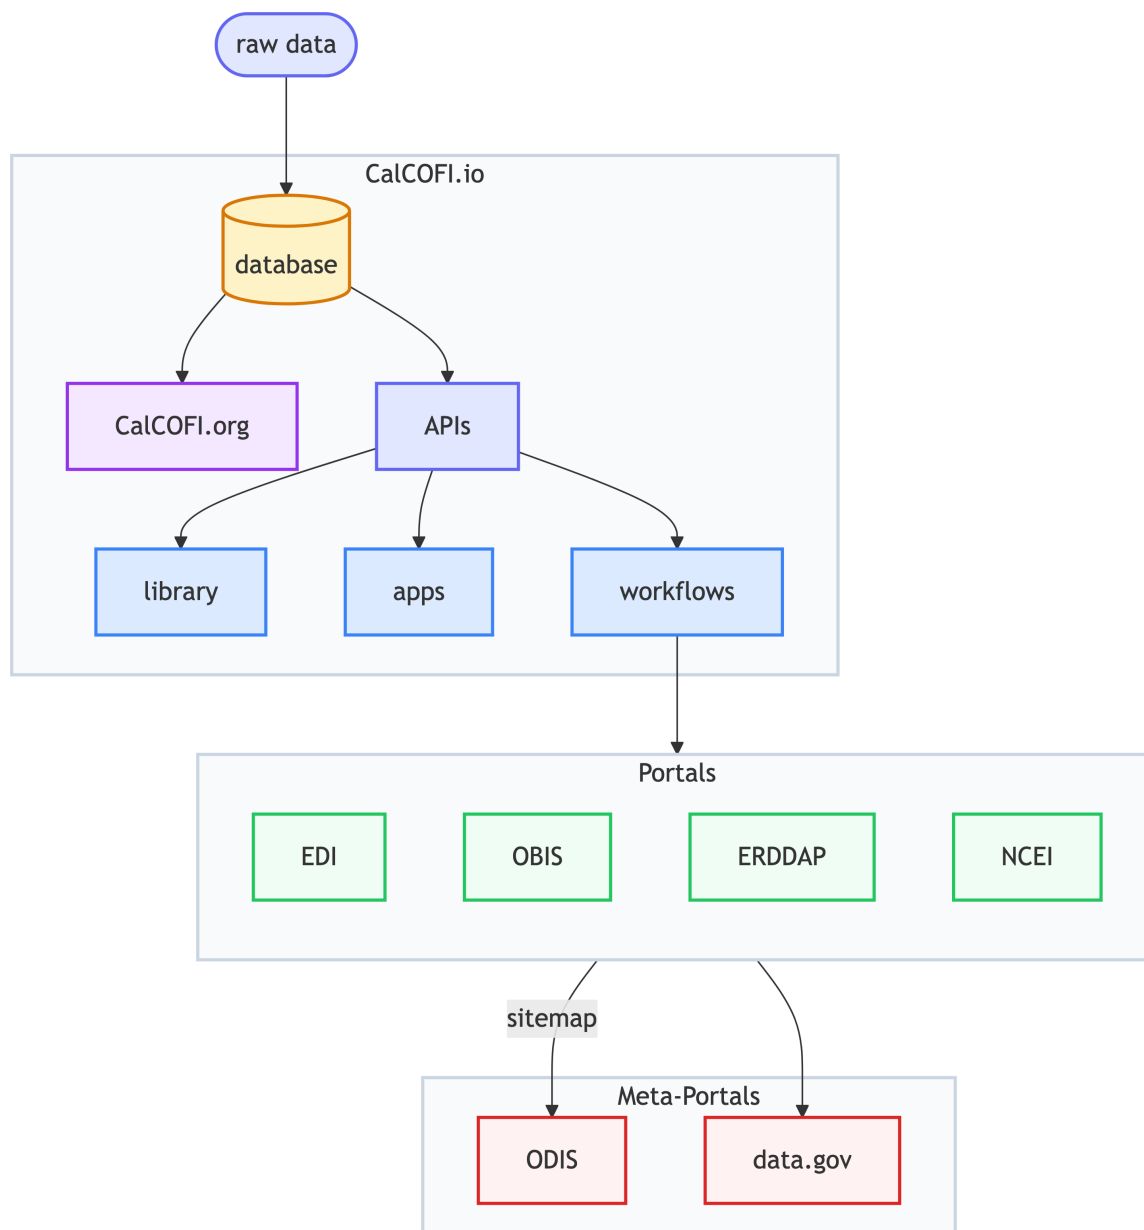 raw data
CalCOFI.io
database
CalCOFI.org
APIs
library
apps
workflows
Portals
EDI
OBIS
ERDDAP
NCEI
sitemap
Meta-Portals
ODIS
data.gov